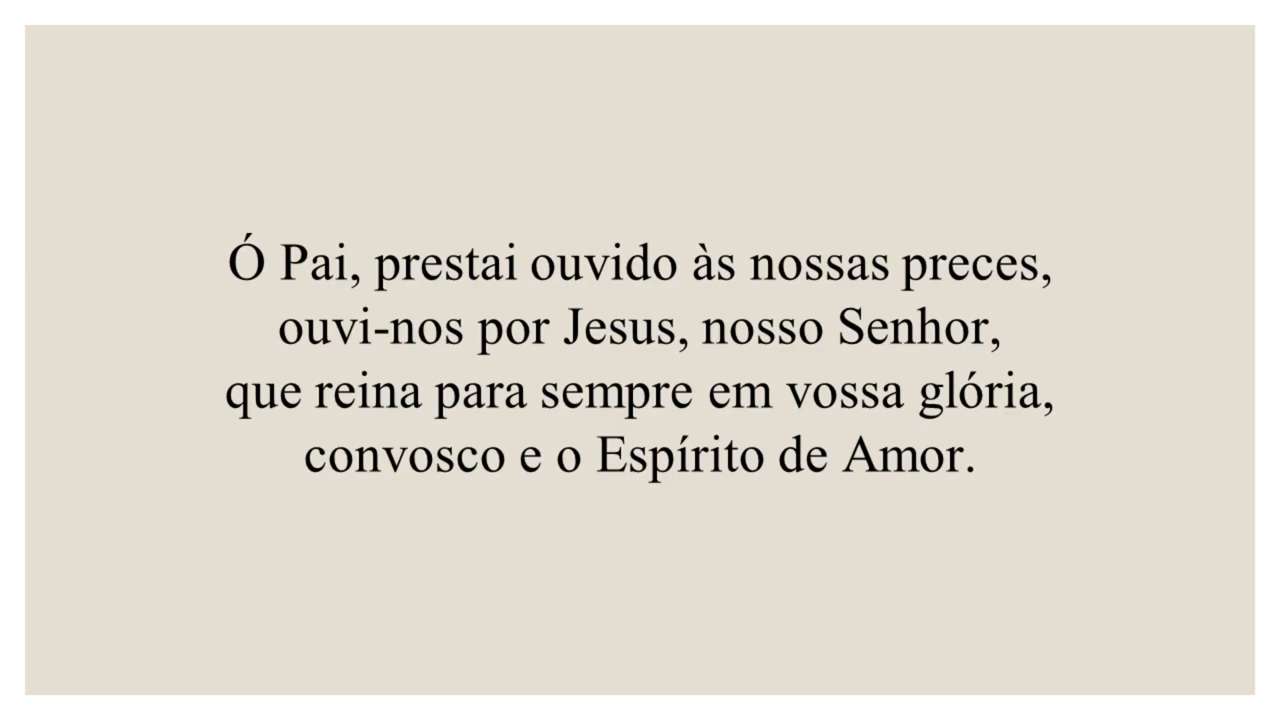 Ó Pai, prestai ouvido às nossas preces,
ouvi-nos por Jesus, nosso Senhor,
que reina para sempre em vossa glória,
convosco e o Espírito de Amor.